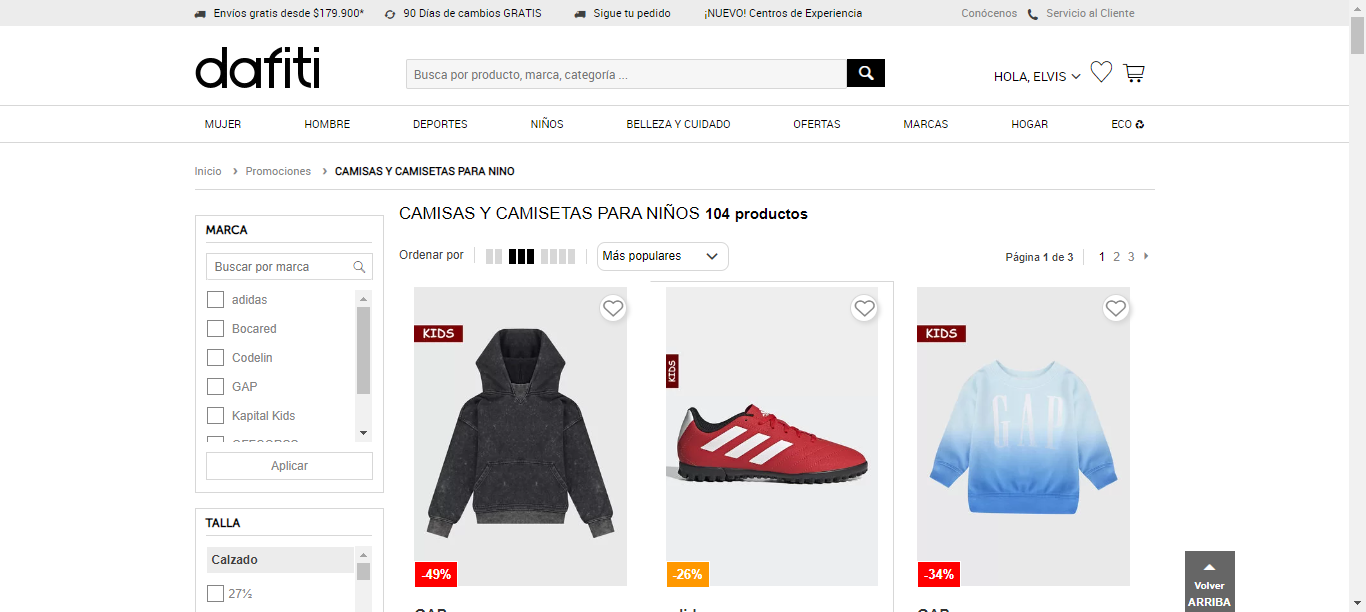 Envíos gratis desde $179.900* 90 Días de cambios GRATIS Sigue tu pedido ¡NUEVO! Centros de Experiencia Conócenos Servicio al Cliente
dafiti
Busca por producto, marca, categoría ...
HOLA, ELVIS
MUJER HOMBRE DEPORTES NIÑOS BELLEZA Y CUIDADO OFERTAS MARCAS HOGAR ECO
Inicio > Promociones > CAMISAS Y CAMISETAS PARA NINO
MARCA
Buscar por marca
adidas
Bocared
Codelin
GAP
Kapital Kids
Aplicar
TALLA
Calzado
27½
CAMISAS Y CAMISETAS PARA NIÑOS 104 productos
Ordenar por
Más populares
Página 1 de 3
1 2 3
KIDS
-49%
KIDS
-26%
KIDS
GAP
-34%
Volver
ARRIBA